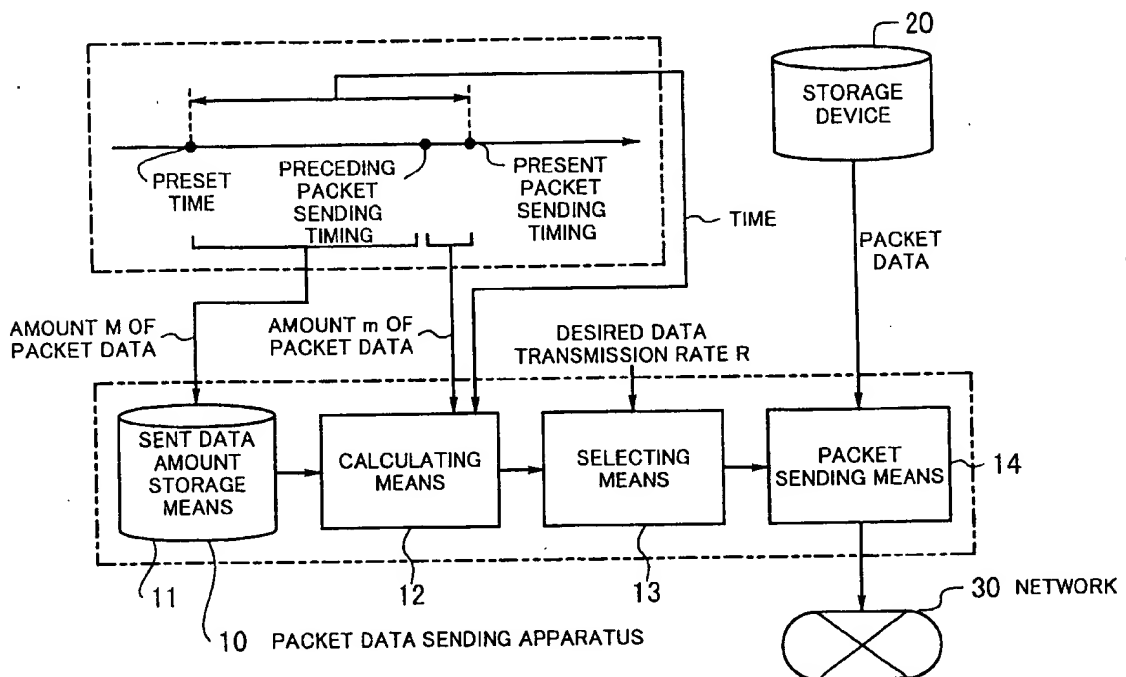 20
STORAGE
DEVICE
PRESET
TIME
PRECEDING
PACKET
SENDING
TIMING
PRESENT
PACKET
SENDING
TIMING
TIME
PACKET
DATA
AMOUNT M OF
PACKET DATA
AMOUNT m OF
PACKET DATA
DESIRED DATA
TRANSMISSION RATE R
SENT DATA
AMOUNT
STORAGE
MEANS
CALCULATING
MEANS
SELECTING
MEANS
PACKET
SENDING MEANS
14
11
12
13
10 PACKET DATA SENDING APPARATUS
30 NETWORK